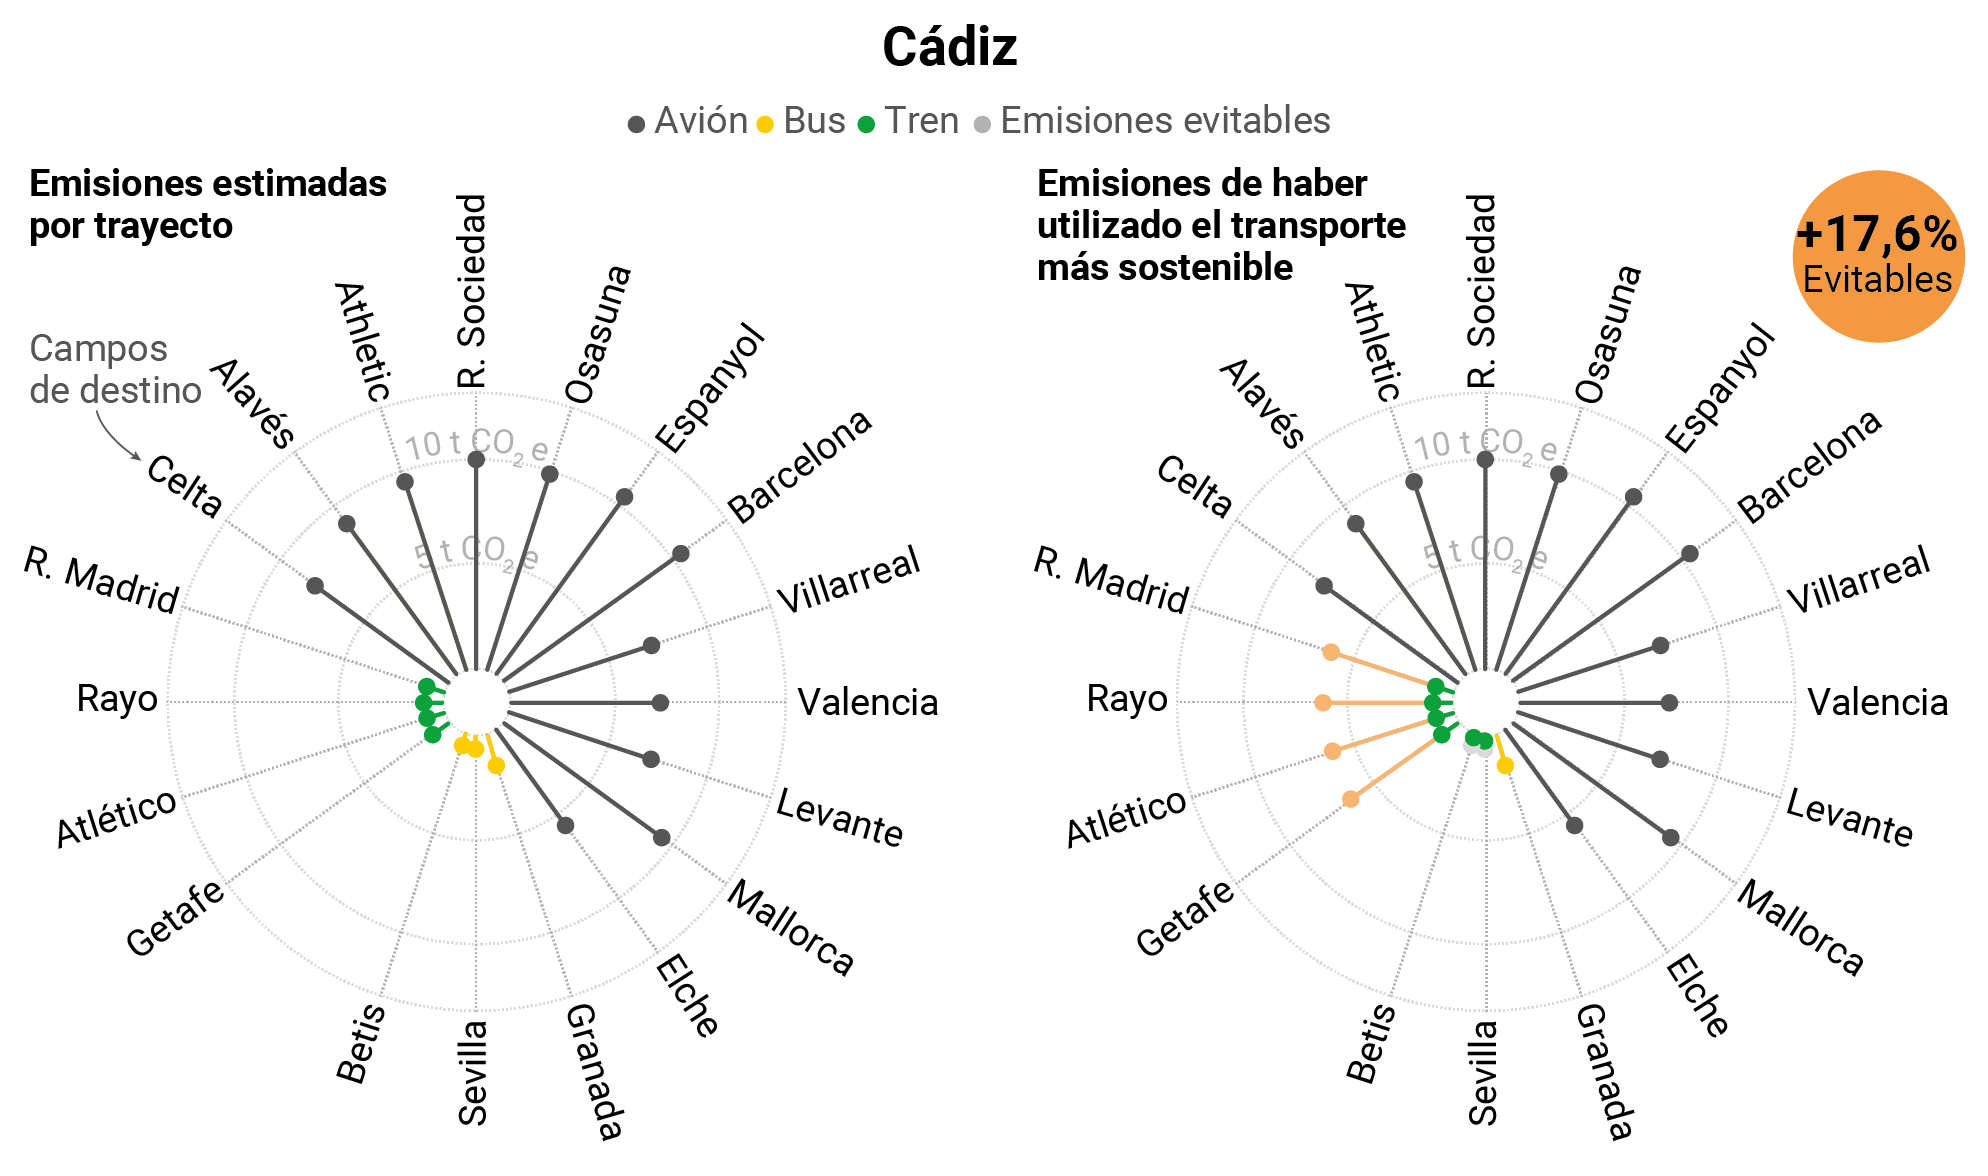 Cádiz
Avión
Bus
Tren
Emisiones evitables
Emisiones estimadas
por trayecto
Campos
de destino
10 t CO2 e
5 t CO2 e
R. Sociedad
Osasuna
Espanyol
Barcelona
Villarreal
Valencia
Levante
Mallorca
Elche
Granada
Sevilla
Betis
Getafe
Atlético
Rayo
R. Madrid
Celta
Alavés
Athletic
Emisiones de haber
utilizado el transporte
más sostenible
+17,6%
Evitables
10 t CO2 e
5 t CO2 e
R. Sociedad
Osasuna
Espanyol
Barcelona
Villarreal
Valencia
Levante
Mallorca
Elche
Granada
Sevilla
Betis
Getafe
Atlético
Rayo
R. Madrid
Celta
Alavés
Athletic